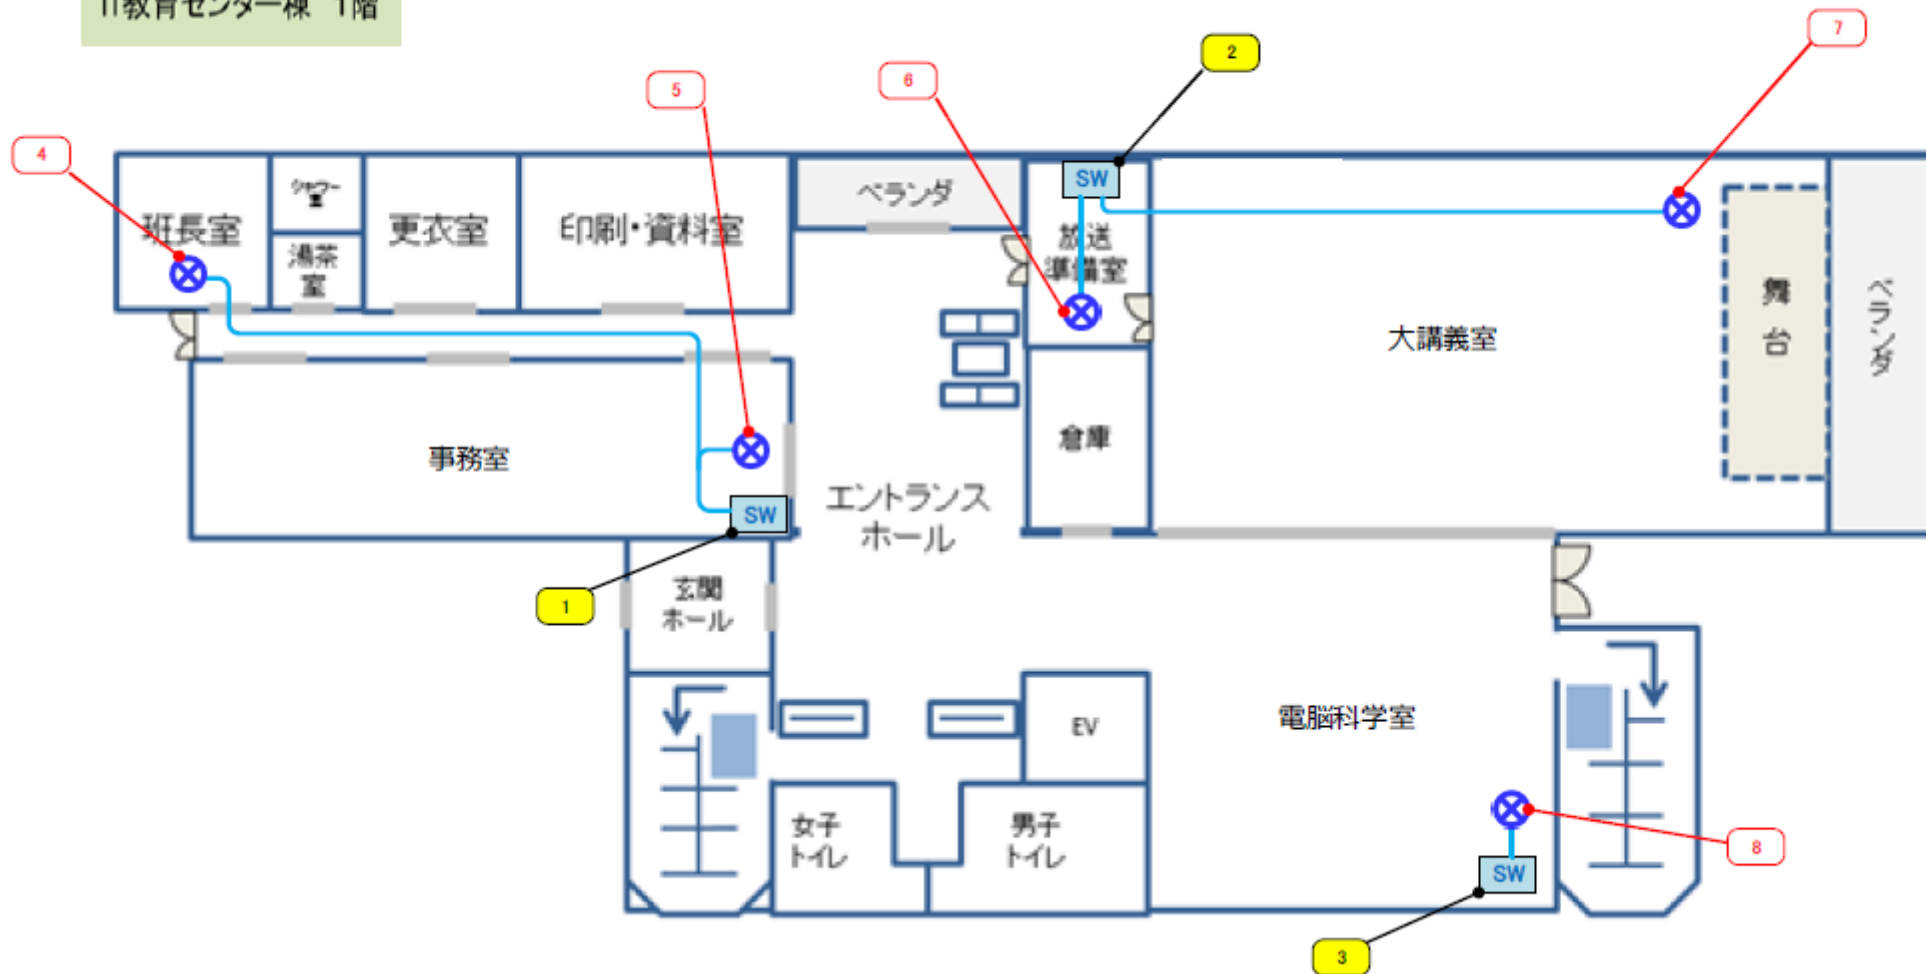 教育センター棟 1階
7
2
6
5
4
班長室
シャワー
室
湯茶
室
更衣室
印刷・資料室
ベランダ
SW
放送
準備室
大講義室
舞
台
ベランダ
倉庫
事務室
SW
エントランス
ホール
1
玄関
ホール
EV
電脳科学室
女子
トイレ
男子
トイレ
SW
8
3